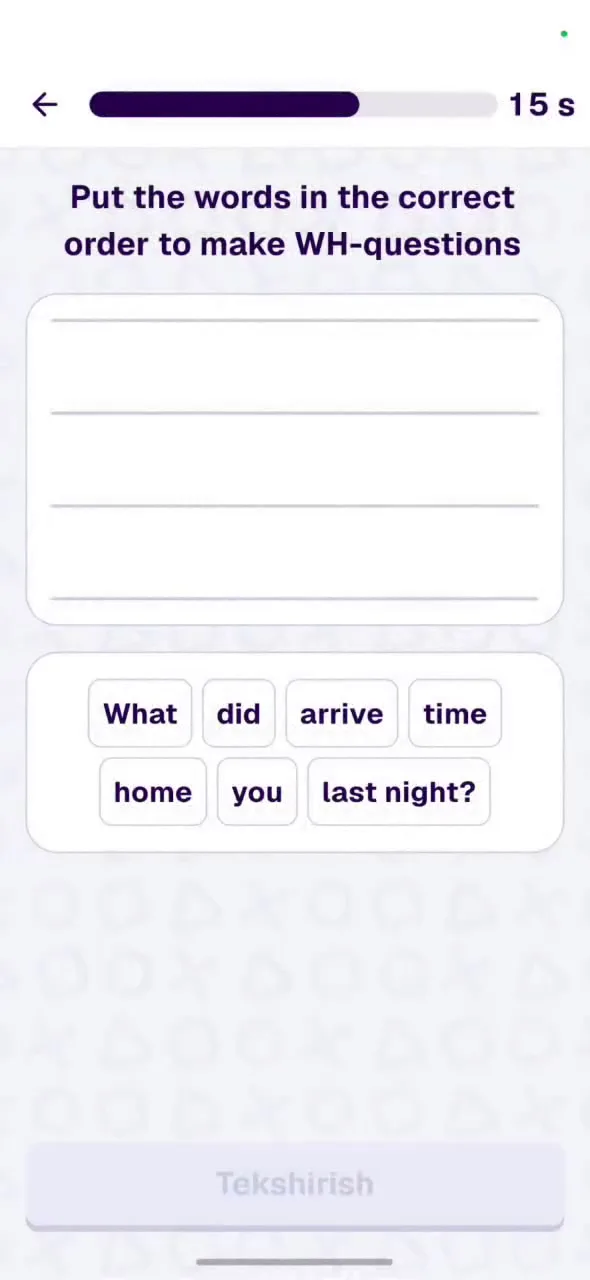 15 s
Put the words in the correct
order to make WH-questions
What did arrive time
home you last night?
Tekshirish